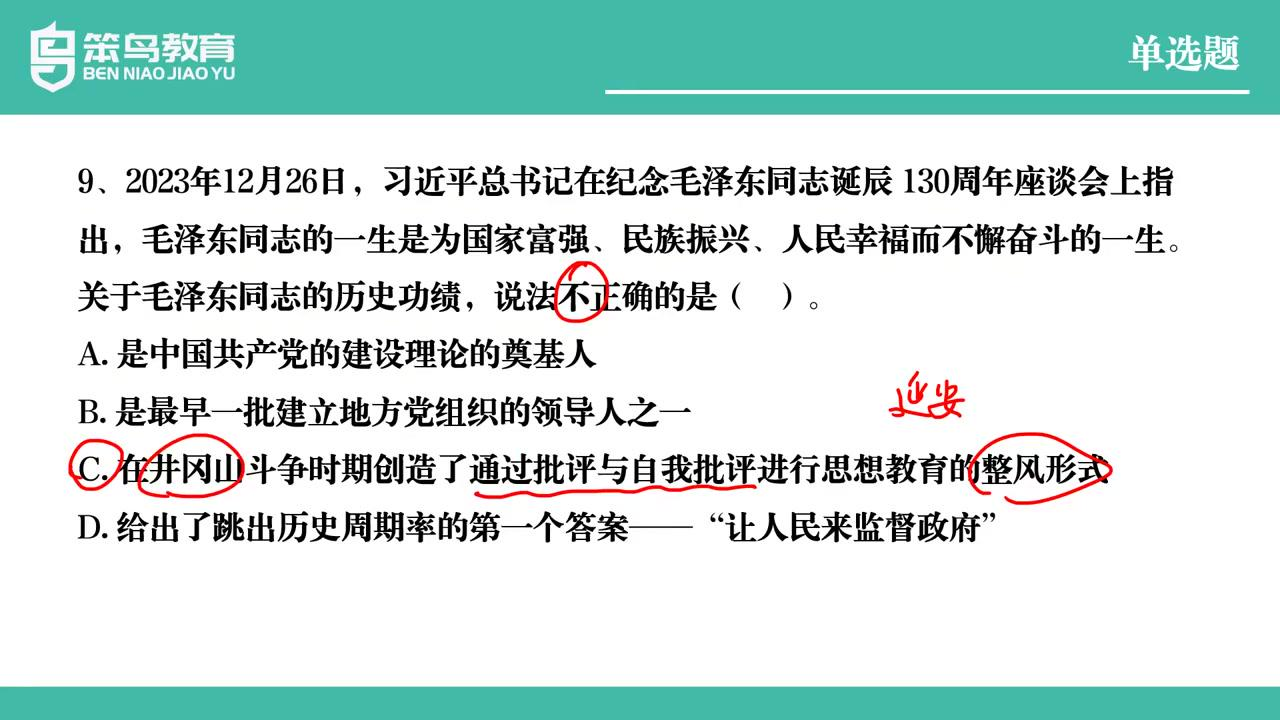 笨鸟教育
BEN NIAO JIAO YU
单选题
9、2023年12月26日，习近平总书记在纪念毛泽东同志诞辰 130周年座谈会上指
出，毛泽东同志的一生是为国家富强、民族振兴、人民幸福而不懈奋斗的一生。
关于毛泽东同志的历史功绩，说法不正确的是（ ）。
A. 是中国共产党的建设理论的奠基人
B. 是最早一批建立地方党组织的领导人之一
延安
C. 在井冈山斗争时期创造了通过批评与自我批评进行思想教育的整风形式
D. 给出了跳出历史周期率的第一个答案——“让人民来监督政府”